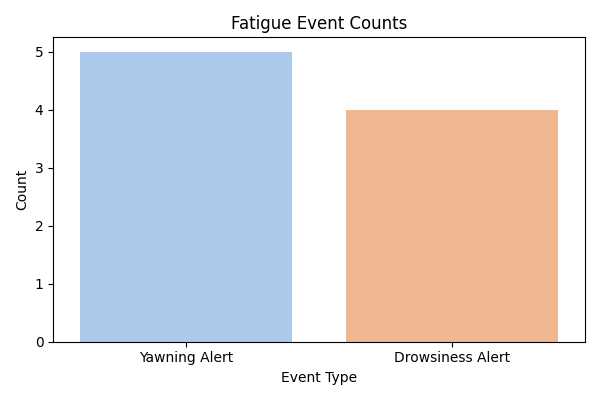 Fatigue Event Counts
5
4
3
2
1
0
Count
Yawning Alert
Drowsiness Alert
Event Type